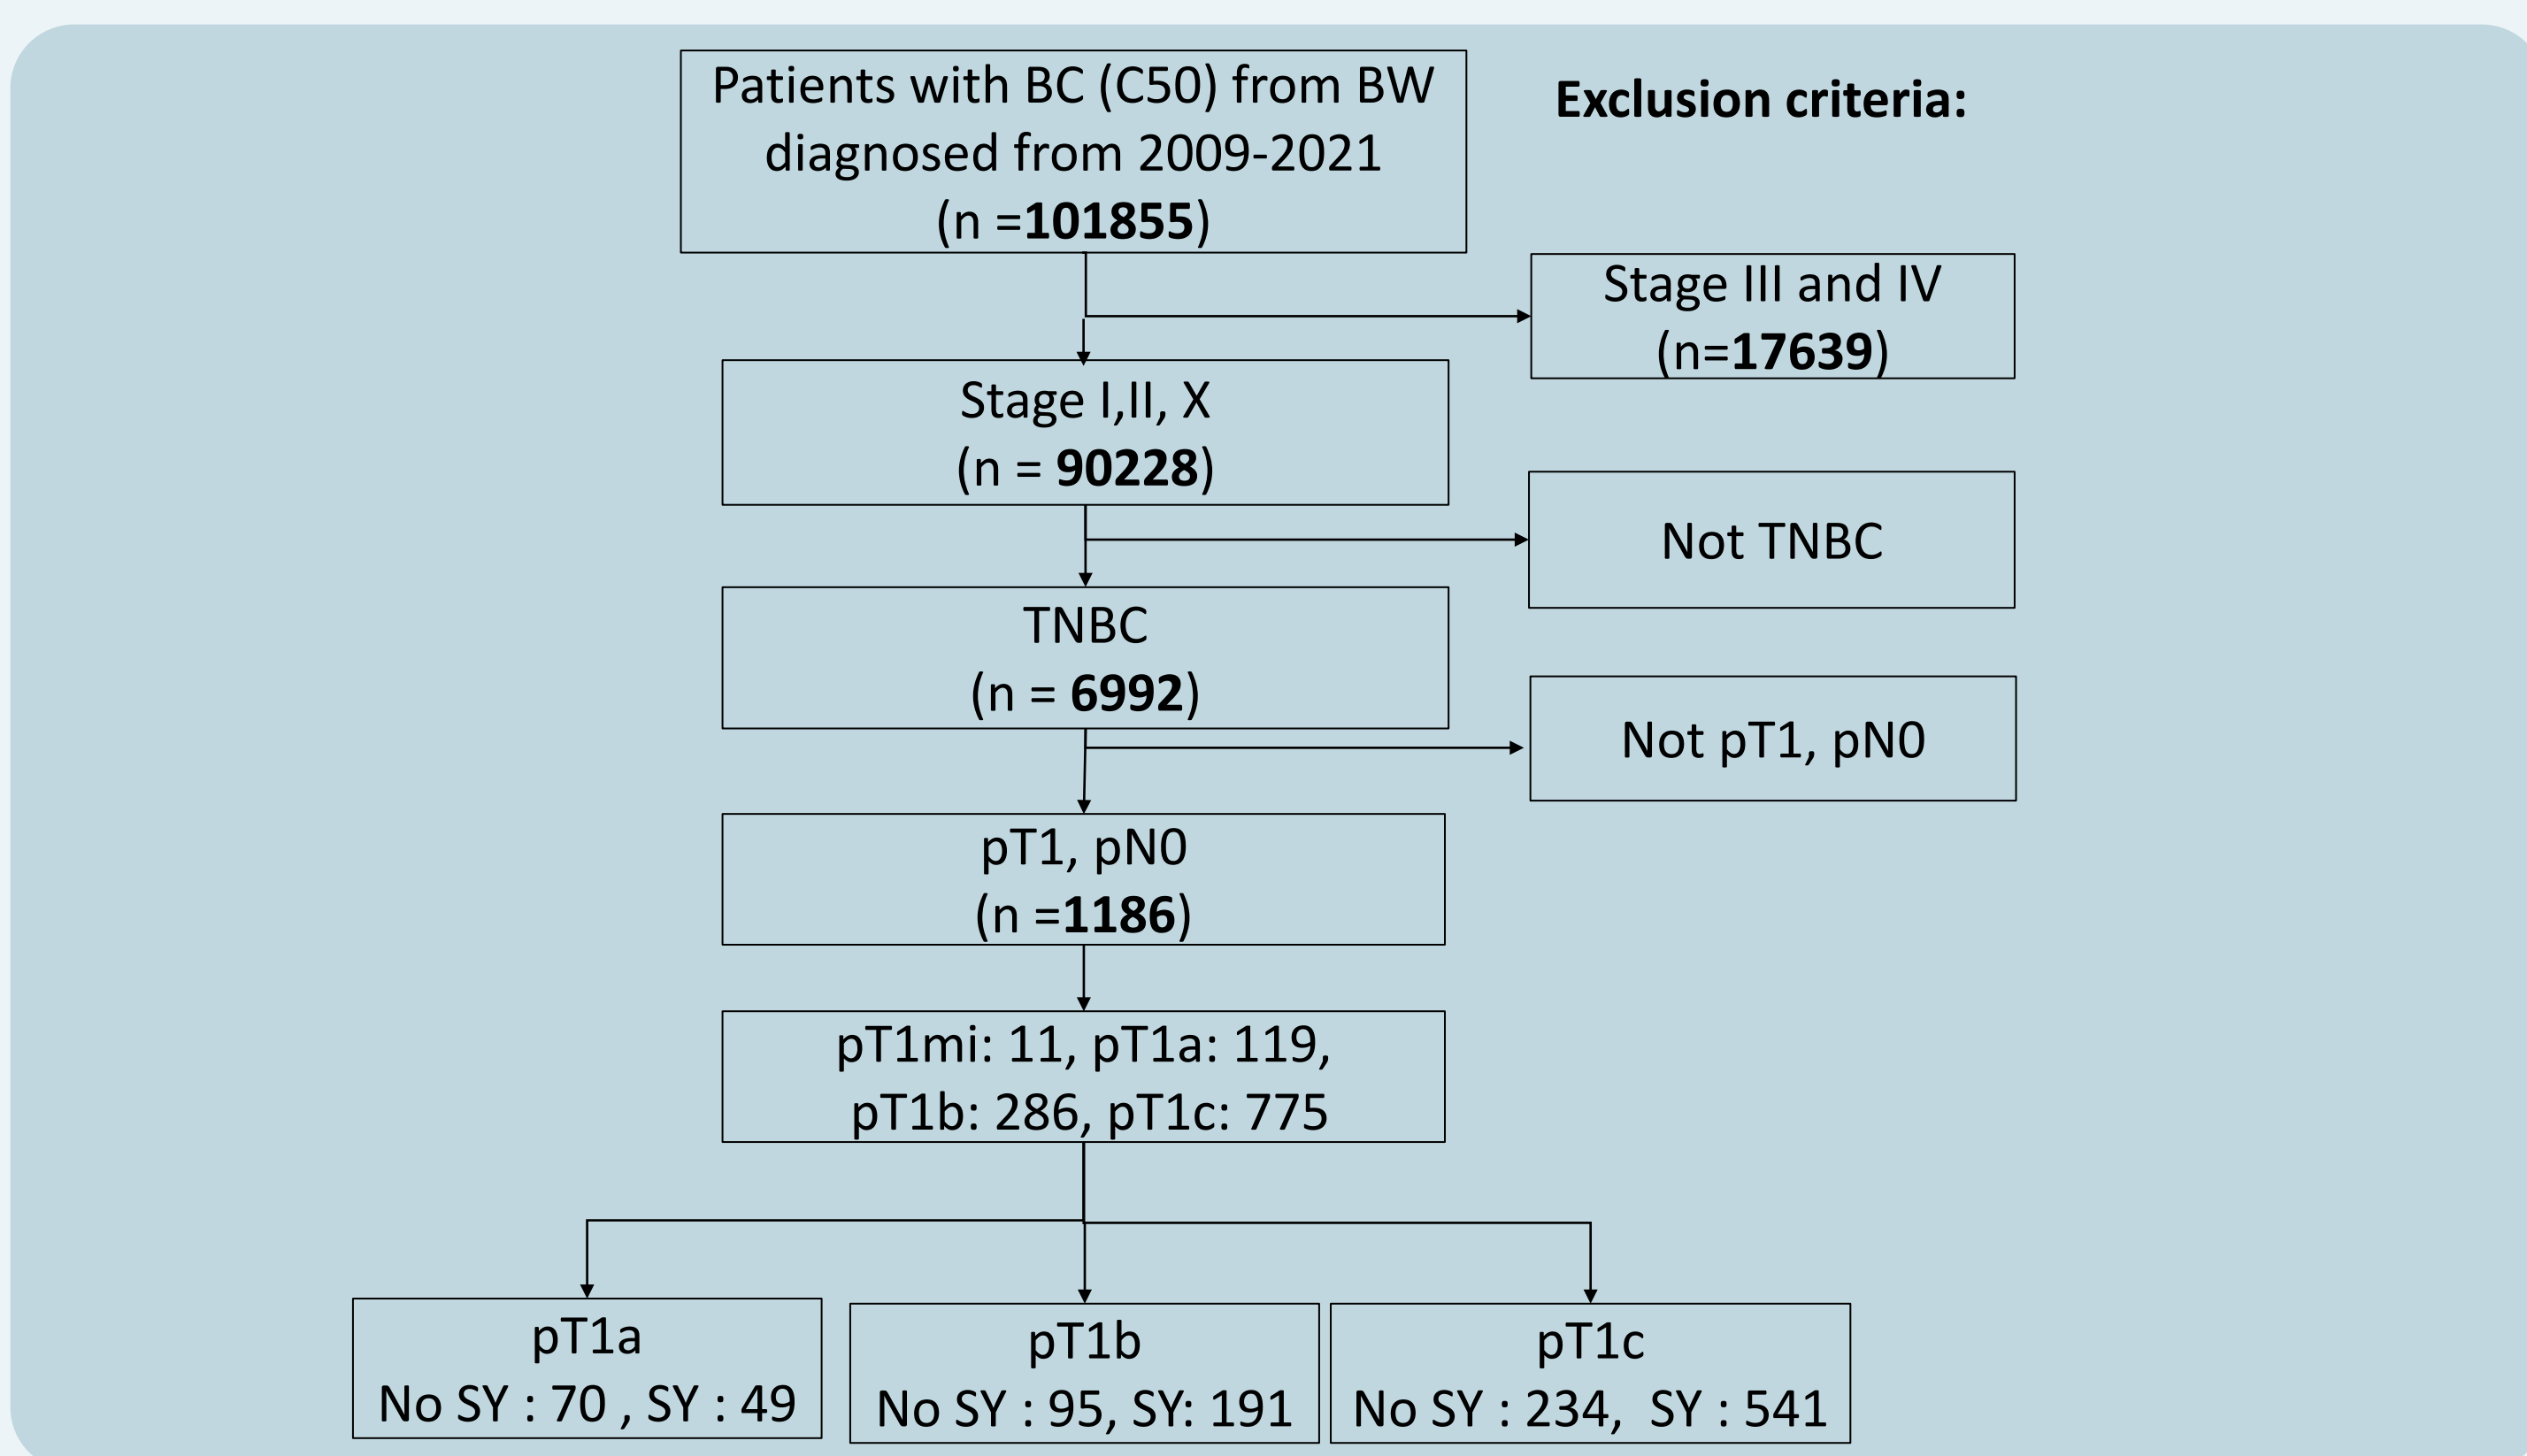 Patients with BC (C50) from BW
diagnosed from 2009-2021
(n =101855)
Exclusion criteria:
Stage III and IV
(n=17639)
Stage I,II, X
(n = 90228)
Not TNBC
TNBC
(n = 6992)
Not pT1, pN0
pT1, pN0
(n =1186)
pT1mi: 11, pT1a: 119,
pT1b: 286, pT1c: 775
pT1a
No SY : 70 , SY : 49
pT1b
No SY : 95, SY: 191
pT1c
No SY : 234, SY : 541